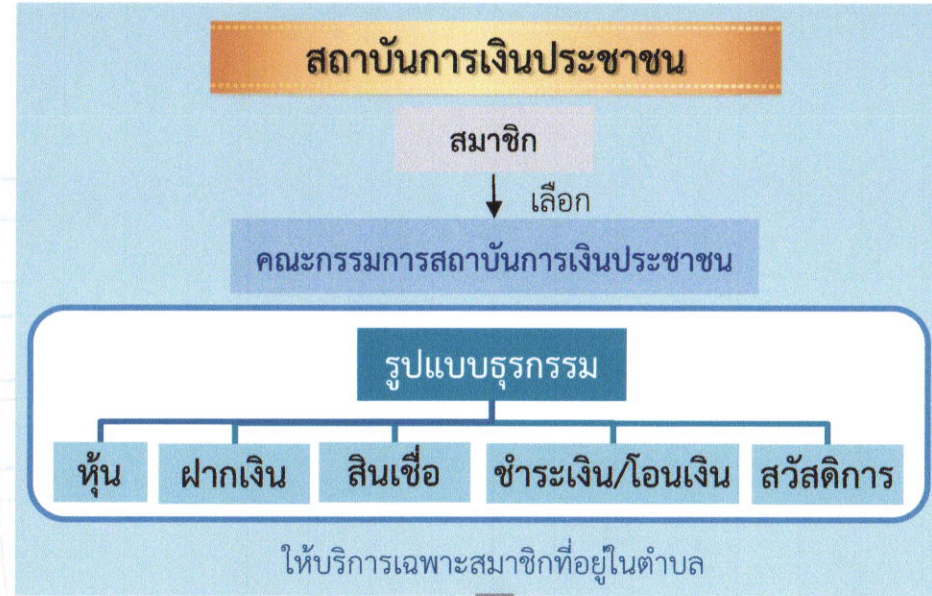 สถาบันการเงินประชาชน
สมาชิก
เลือก
คณะกรรมการสถาบันการเงินประชาชน
รูปแบบธุรกรรม
หุ้น ฝากเงิน สินเชื่อ ชำระเงิน/โอนเงิน สวัสดิการ
ให้บริการเฉพาะสมาชิกที่อยู่ในตำบล